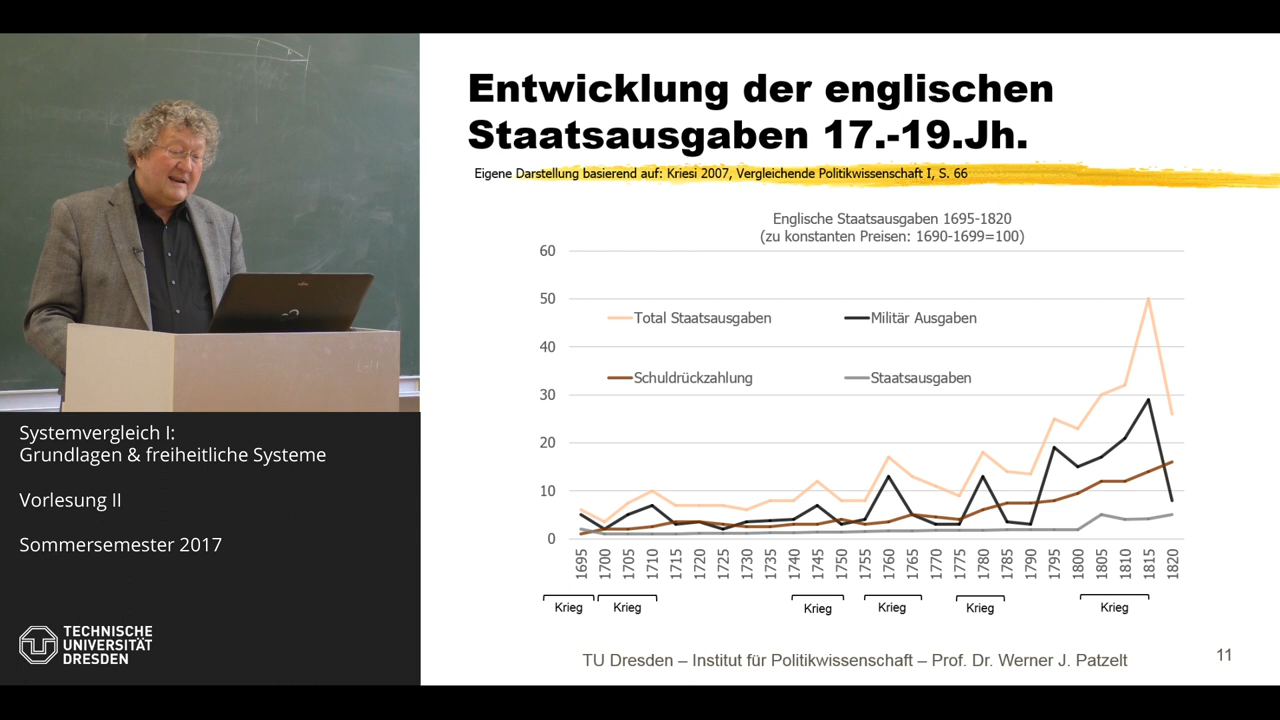 Entwicklung der englischen
Staatsausgaben 17.-19.Jh.
Eigene Darstellung basierend auf: Kriesi 2007, Vergleichende Politikwissenschaft I, S. 66
Englische Staatsausgaben 1695-1820
(zu konstanten Preisen: 1690-1699=100)
60
50
40
30
20
10
0
Total Staatsausgaben
Militär Ausgaben
Schuldrückzahlung
Staatsausgaben
1695 1700 1705 1710 1715 1720 1725 1730 1735 1740 1745 1750 1755 1760 1765 1770 1775 1780 1785 1790 1795 1800 1805 1810 1815 1820
Krieg Krieg Krieg Krieg Krieg Krieg
TU Dresden – Institut für Politikwissenschaft – Prof. Dr. Werner J. Patzelt
11
Systemvergleich I:
Grundlagen & freiheitliche Systeme
Vorlesung II
Sommersemester 2017
TECHNISCHE
UNIVERSITÄT
DRESDEN